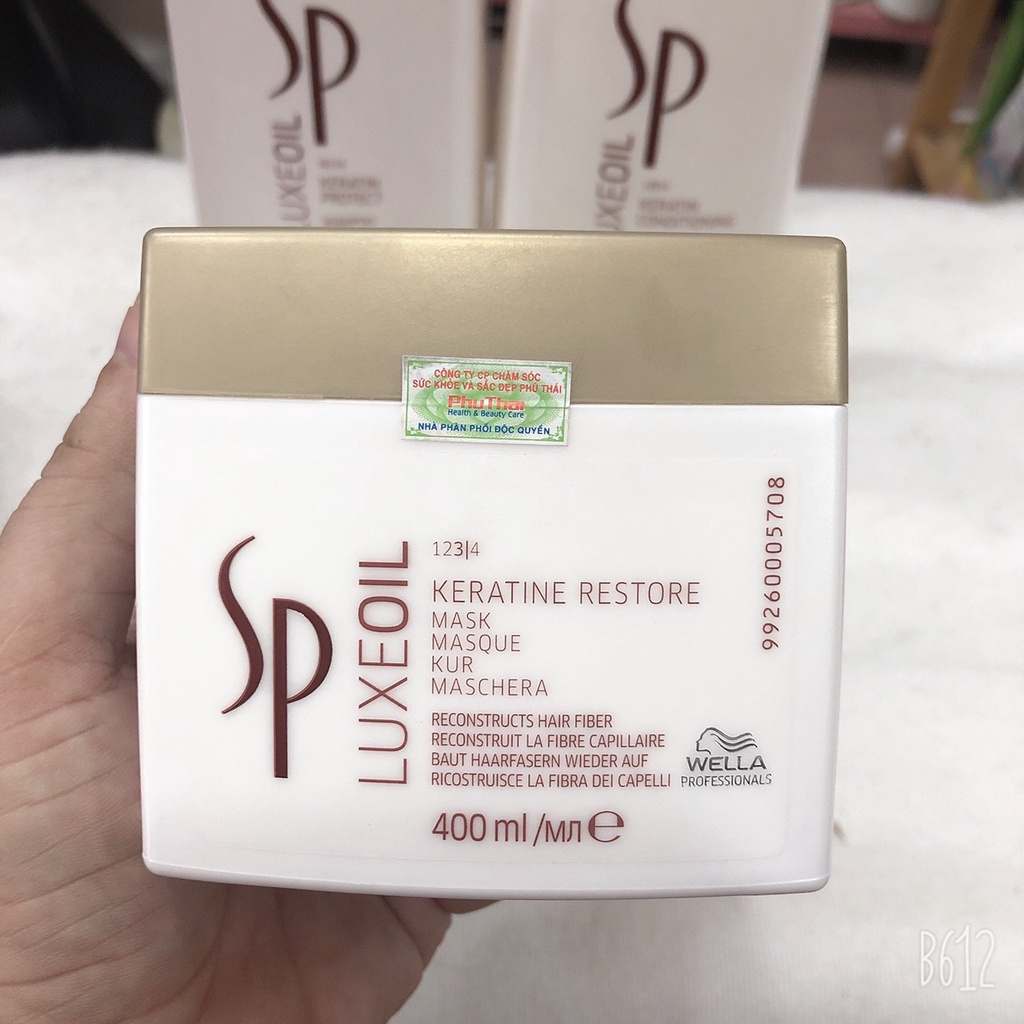 SP
LUXEOIL
KERATIN
PROTECT
SP
LUXEOIL
KERATIN
CÔNG TY CP CHĂM SÓC
SỨC KHỎE VÀ SẮC ĐẸP PHÚ THÁI
PhuThai
Health & Beauty Care
NHÀ PHÂN PHỐI ĐỘC QUYỀN
99260005708
SP
LUXEOIL
123|4
KERATINE RESTORE
MASK
MASQUE
KUR
MASCHERA
RECONSTRUCTS HAIR FIBER
RECONSTRUIT LA FIBRE CAPILLAIRE
BAUT HAARFASERN WIEDER AUF
RICOSTRUISCE LA FIBRA DEI CAPELLI
WELLA
PROFESSIONALS
400 ml/мл ℮
B612